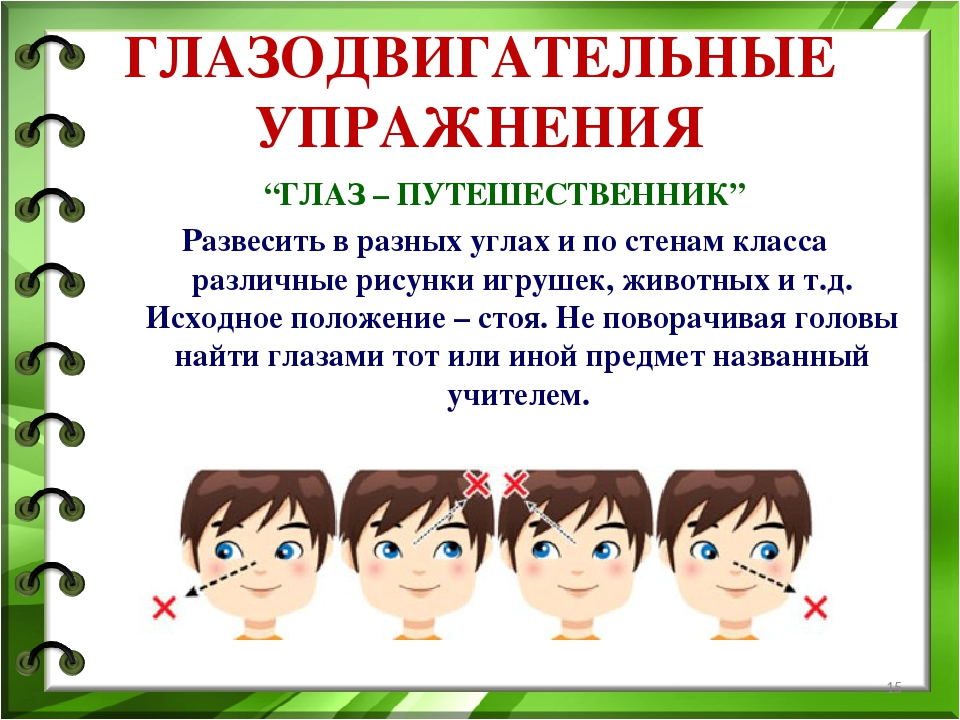 ГЛАЗОДВИГАТЕЛЬНЫЕ
УПРАЖНЕНИЯ
“ГЛАЗ – ПУТЕШЕСТВЕННИК”
Развесить в разных углах и по стенам класса
различные рисунки игрушек, животных и т.д.
Исходное положение – стоя. Не поворачивая головы
найти глазами тот или иной предмет названный
учителем.
15